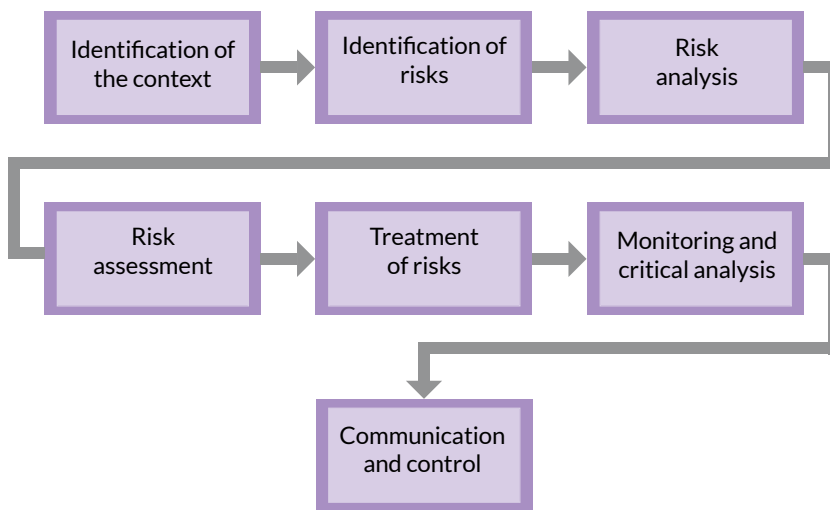 Identification of
the context
Identification of
risks
Risk
analysis
Risk
assessment
Treatment
of risks
Monitoring and
critical analysis
Communication
and control